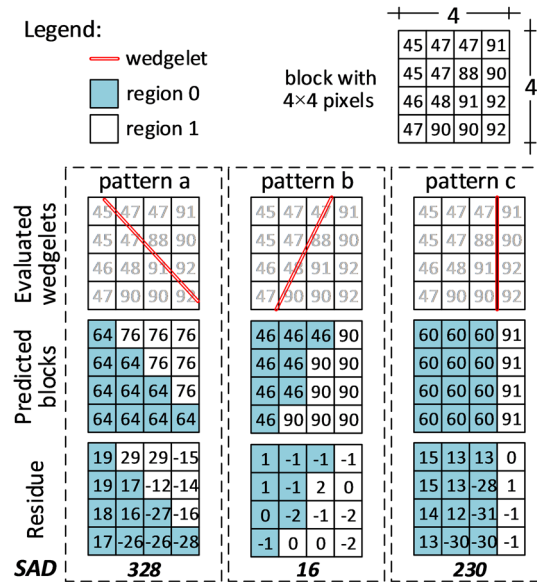 Legend:
wedgelet
region 0
region 1
block with
4×4 pixels
4
45 47 47 91
45 47 88 90
46 48 91 92
47 90 90 92
4
Evaluated
wedgelets
Predicted
blocks
Residue
SAD
pattern a
45 47 47 91
45 47 88 90
46 48 91 92
47 90 90 92
64 76 76 76
64 64 76 76
64 64 64 76
64 64 64 64
19 29 29 -15
19 17 -12 -14
18 16 -27 -16
17 -26 -26 -28
328
pattern b
45 47 47 91
45 47 88 90
46 48 91 92
47 90 90 92
46 46 46 90
46 46 90 90
46 46 90 90
46 90 90 90
1 -1 -1 -1
1 -1 2 0
0 -2 -1 -2
-1 0 0 -2
16
pattern c
45 47 47 91
45 47 88 90
46 48 91 92
47 90 90 92
60 60 60 91
60 60 60 91
60 60 60 91
60 60 60 91
15 13 13 0
15 13 -28 1
14 12 -31 -1
13 -30 -30 -1
230